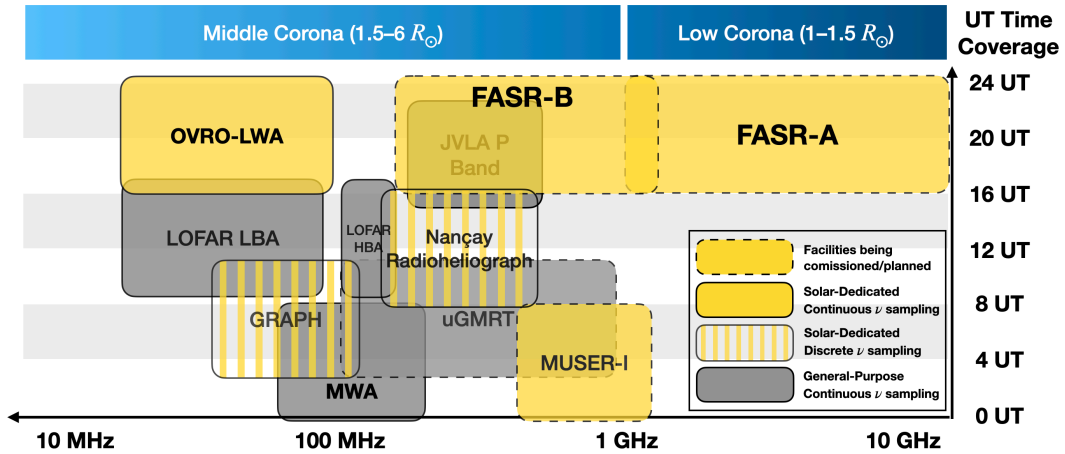 Middle Corona (1.5–6 R☉)
Low Corona (1–1.5 R☉)
UT Time
Coverage
24 UT
FASR-B
OVRO-LWA
FASR-A
20 UT
JVLA P
Band
16 UT
LOFAR LBA
LOFAR
HBA
Nançay
Radioheliograph
12 UT
Facilities being
comissioned/planned
Solar-Dedicated
Continuous ν sampling
8 UT
GRAPH
uGMRT
Solar-Dedicated
Discrete ν sampling
4 UT
MUSER-I
General-Purpose
Continuous ν sampling
MWA
0 UT
10 MHz
100 MHz
1 GHz
10 GHz